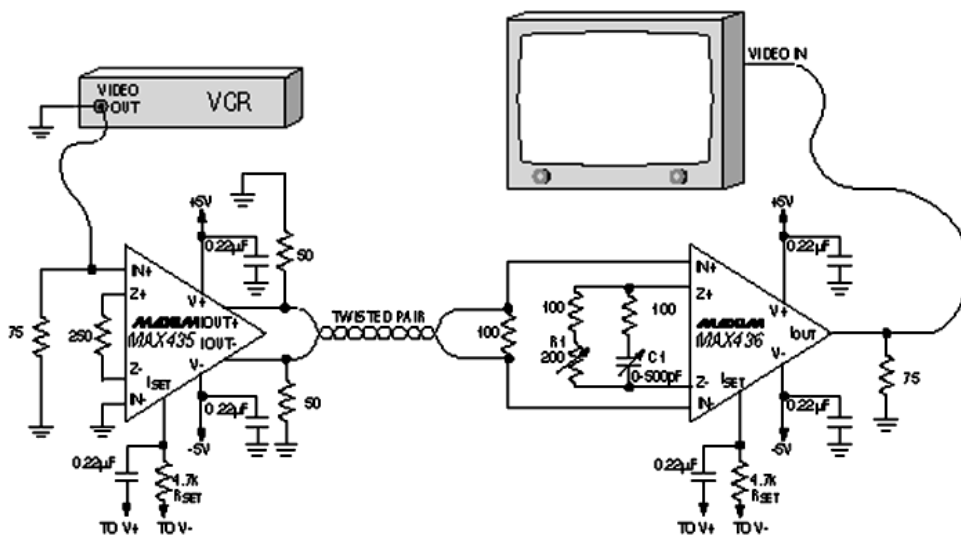 VIDEO IN
VIDEO
OUT
VCR
+5V
0.22µF
50
IN+
Z+
V+
75
250
MAXIM
MAX435
IOUT+
IOUT-
Z-
V-
ISET
IN-
0.22µF
-5V
50
0.22µF
4.7k
RSET
TO V+
TO V-
TWISTED PAIR
100
+5V
0.22µF
IN+
Z+
V+
100
100
R1
200
C1
0-500pF
MAXIM
MAX436
IOUT
Z-
V-
ISET
IN-
75
0.22µF
-5V
0.22µF
4.7k
RSET
TO V+
TO V-